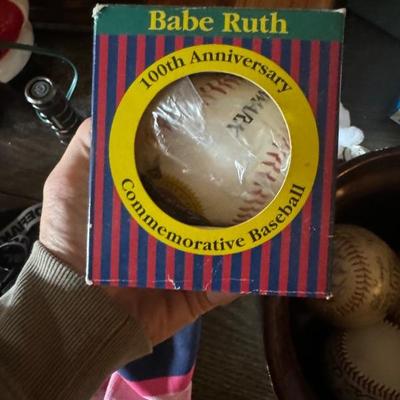 Babe Ruth
100th Anniversary
Commemorative Baseball